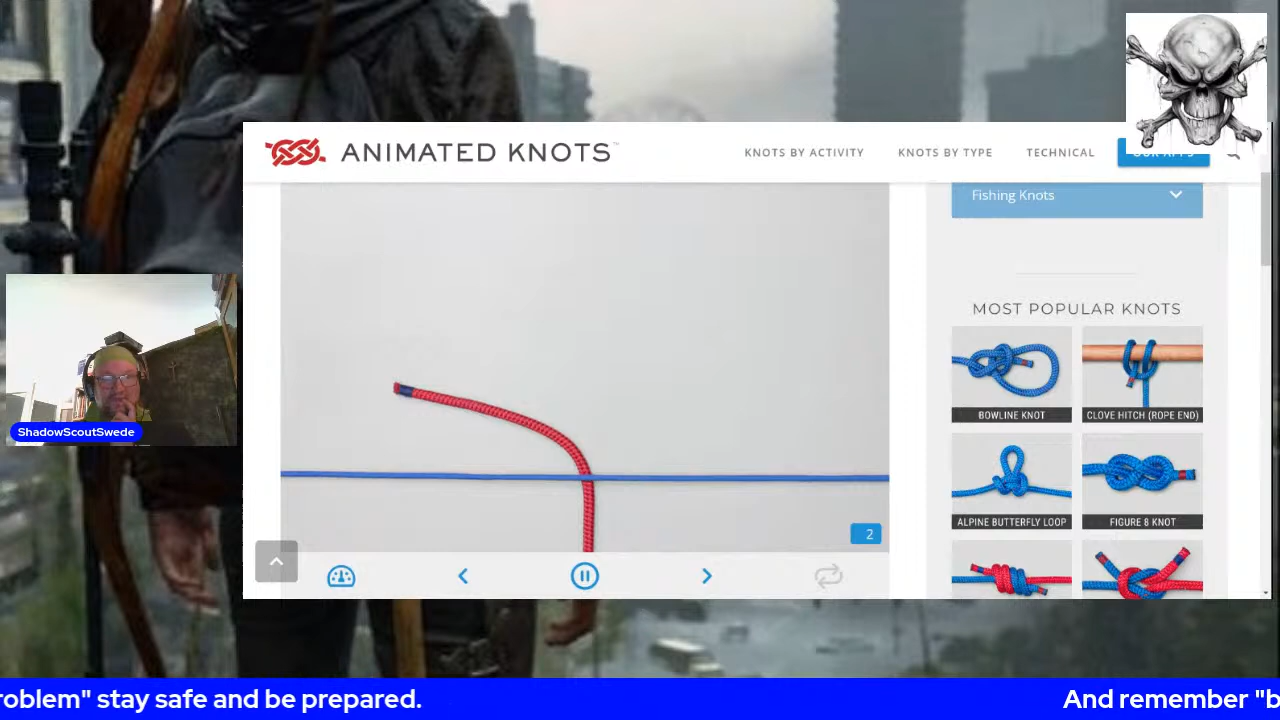 ANIMATED KNOTS™
KNOTS BY ACTIVITY
KNOTS BY TYPE
TECHNICAL
Fishing Knots
MOST POPULAR KNOTS
BOWLINE KNOT
CLOVE HITCH (ROPE END)
ALPINE BUTTERFLY LOOP
FIGURE 8 KNOT
2
ShadowScoutSwede
roblem" stay safe and be prepared.
And remember "b